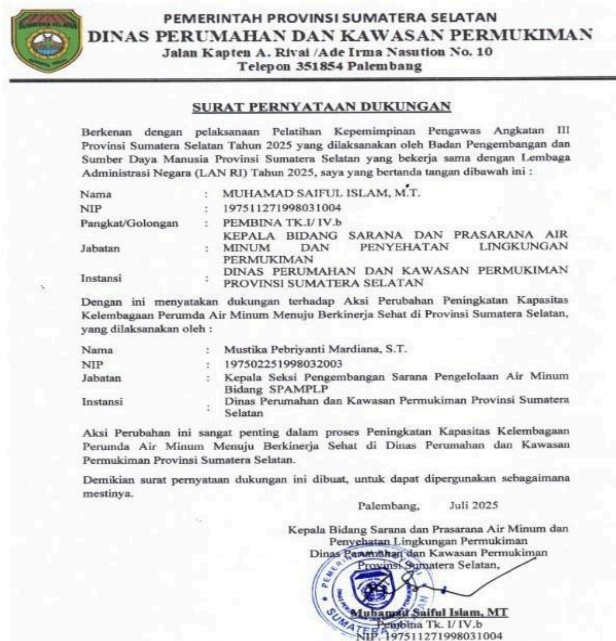 PEMERINTAH PROVINSI SUMATERA SELATAN
DINAS PERUMAHAN DAN KAWASAN PERMUKIMAN
Jalan Kapten A. Rivai /Ade Irma Nasution No. 10
Telepon 351854 Palembang
SURAT PERNYATAAN DUKUNGAN
Berkenan dengan pelaksanaan Pelatihan Kepemimpinan Pengawas Angkatan III
Provinsi Sumatera Selatan Tahun 2025 yang dilaksanakan oleh Badan Pengembangan dan
Sumber Daya Manusia Provinsi Sumatera Selatan yang bekerja sama dengan Lembaga
Administrasi Negara (LAN RI) Tahun 2025, saya yang bertanda tangan dibawah ini :
Nama : MUHAMAD SAIFUL ISLAM, M.T.
NIP : 197511271998031004
Pangkat/Golongan : PEMBINA TK.I/ IV.b
Jabatan : KEPALA BIDANG SARANA DAN PRASARANA AIR
MINUM DAN PENYEHATAN LINGKUNGAN
PERMUKIMAN
Instansi : DINAS PERUMAHAN DAN KAWASAN PERMUKIMAN
PROVINSI SUMATERA SELATAN
Dengan ini menyatakan dukungan terhadap Aksi Perubahan Peningkatan Kapasitas
Kelembagaan Perumda Air Minum Menuju Berkinerja Sehat di Provinsi Sumatera Selatan,
yang dilaksanakan oleh :
Nama : Mustika Pebriyanti Mardiana, S.T.
NIP : 197502251998032003
Jabatan : Kepala Seksi Pengembangan Sarana Pengelolaan Air Minum
Bidang SPAMPLP
Instansi : Dinas Perumahan dan Kawasan Permukiman Provinsi Sumatera
Selatan
Aksi Perubahan ini sangat penting dalam proses Peningkatan Kapasitas Kelembagaan
Perumda Air Minum Menuju Berkinerja Sehat di Dinas Perumahan dan Kawasan
Permukiman Provinsi Sumatera Selatan.
Demikian surat pernyataan dukungan ini dibuat, untuk dapat dipergunakan sebagaimana
mestinya.
Palembang, Juli 2025
Kepala Bidang Sarana dan Prasarana Air Minum dan
Penyehatan Lingkungan Permukiman
Dinas Perumahan dan Kawasan Permukiman
Provinsi Sumatera Selatan,
Muhamad Saiful Islam, MT
Pembina Tk. I/ IV.b
NIP. 197511271998031004